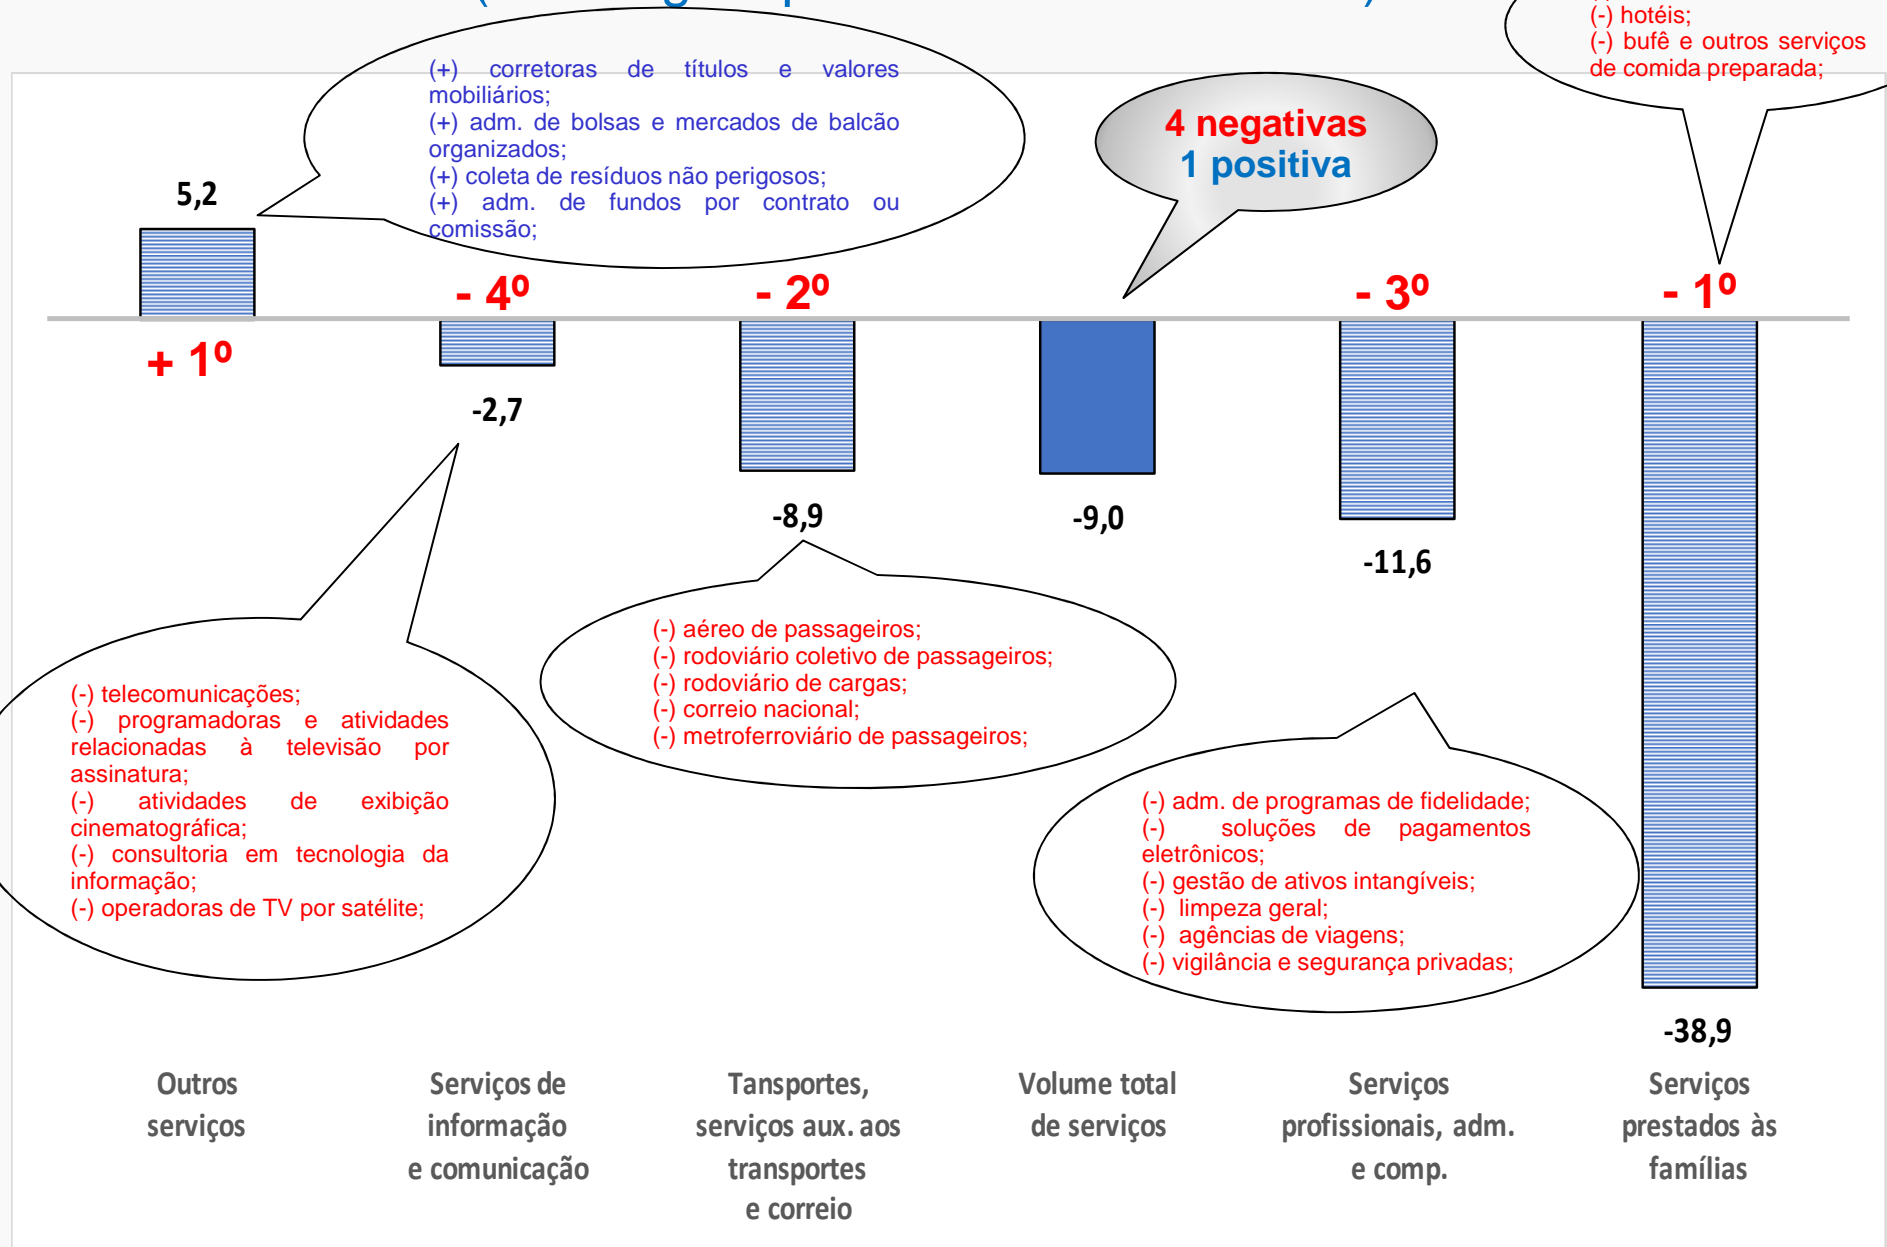 (-) hotéis;
(-) bufê e outros serviços
de comida preparada;
(+) corretoras de títulos e valores
mobiliários;
(+) adm. de bolsas e mercados de balcão
organizados;
(+) coleta de resíduos não perigosos;
(+) adm. de fundos por contrato ou
comissão;
4 negativas
1 positiva
5,2
- 4º
- 2º
- 3º
- 1º
+ 1º
-2,7
-8,9
-9,0
-11,6
(-) aéreo de passageiros;
(-) rodoviário coletivo de passageiros;
(-) rodoviário de cargas;
(-) correio nacional;
(-) metroferroviário de passageiros;
(-) telecomunicações;
(-) programadoras e atividades
relacionadas à televisão por
assinatura;
(-) atividades de exibição
cinematográfica;
(-) consultoria em tecnologia da
informação;
(-) operadoras de TV por satélite;
(-) adm. de programas de fidelidade;
(-) soluções de pagamentos
eletrônicos;
(-) gestão de ativos intangíveis;
(-) limpeza geral;
(-) agências de viagens;
(-) vigilância e segurança privadas;
-38,9
Outros
serviços
Serviços de
informação
e comunicação
Tansportes,
serviços aux. aos
transportes
e correio
Volume total
de serviços
Serviços
profissionais, adm.
e comp.
Serviços
prestados às
famílias